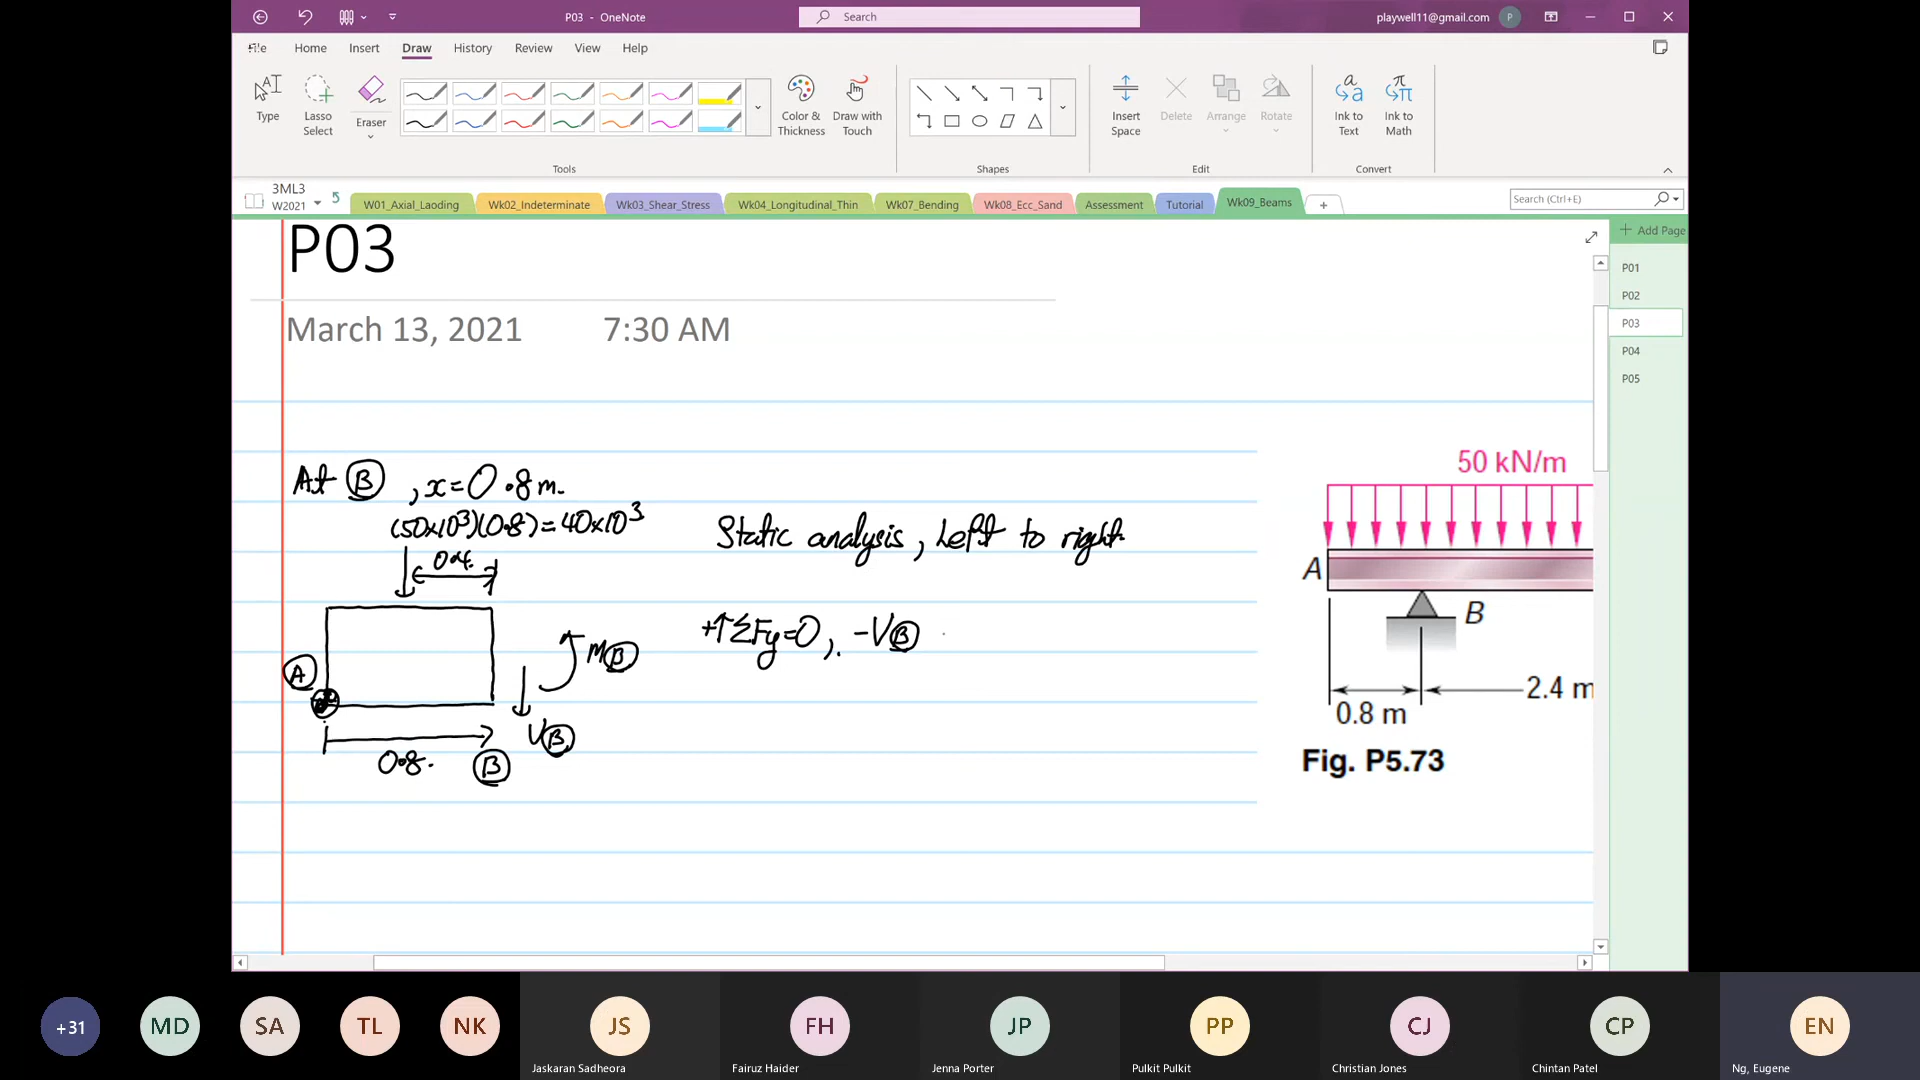 P03 - OneNote
Search
playwell11@gmail.com
P
File
Home
Insert
Draw
History
Review
View
Help
Type
Lasso Select
Eraser
Color & Thickness
Draw with Touch
Insert Space
Delete
Arrange
Rotate
Ink to Text
Ink to Math
Tools
Shapes
Edit
Convert
3ML3
W2021
W01_Axial_Laoding
Wk02_Indeterminate
Wk03_Shear_Stress
Wk04_Longitudinal_Thin
Wk07_Bending
Wk08_Ecc_Sand
Assessment
Tutorial
Wk09_Beams
Search (Ctrl+E)
Add Page
P01
P02
P03
P04
P05
P03
March 13, 2021 7:30 AM
At B , x=0.8m.
(50x10³)(0.8)=40x10³
0.4.
Static analysis, Left to right.
+↑ΣFy=0, -VB
MB
A
VB
0.8.
B
50 kN/m
A
B
2.4 m
0.8 m
Fig. P5.73
+31
MD
SA
TL
NK
JS
Jaskaran Sadheora
FH
Fairuz Haider
JP
Jenna Porter
PP
Pulkit Pulkit
CJ
Christian Jones
CP
Chintan Patel
EN
Ng, Eugene